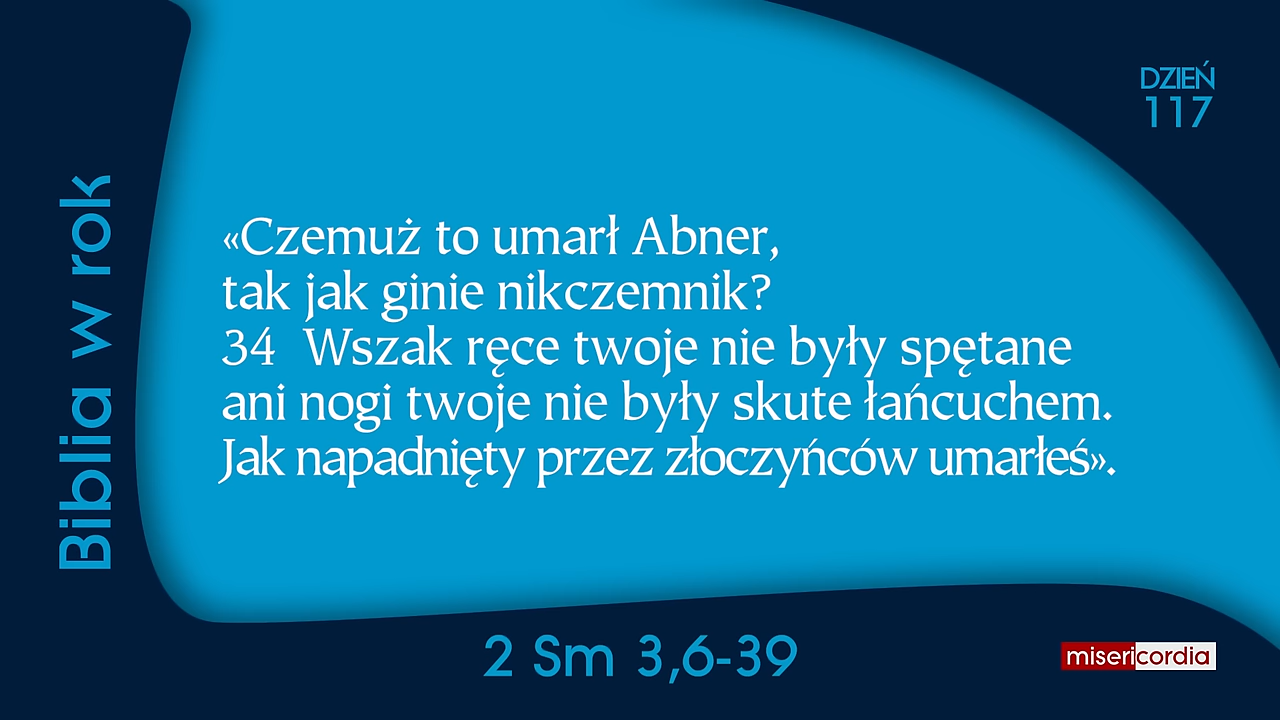 DZIEŃ
117
Biblia w rok
«Czemuż to umarł Abner,
tak jak ginie nikczemnik?
34 Wszak ręce twoje nie były spętane
ani nogi twoje nie były skute łańcuchem.
Jak napadnięty przez złoczyńców umarłeś».
2 Sm 3,6-39
misericordia